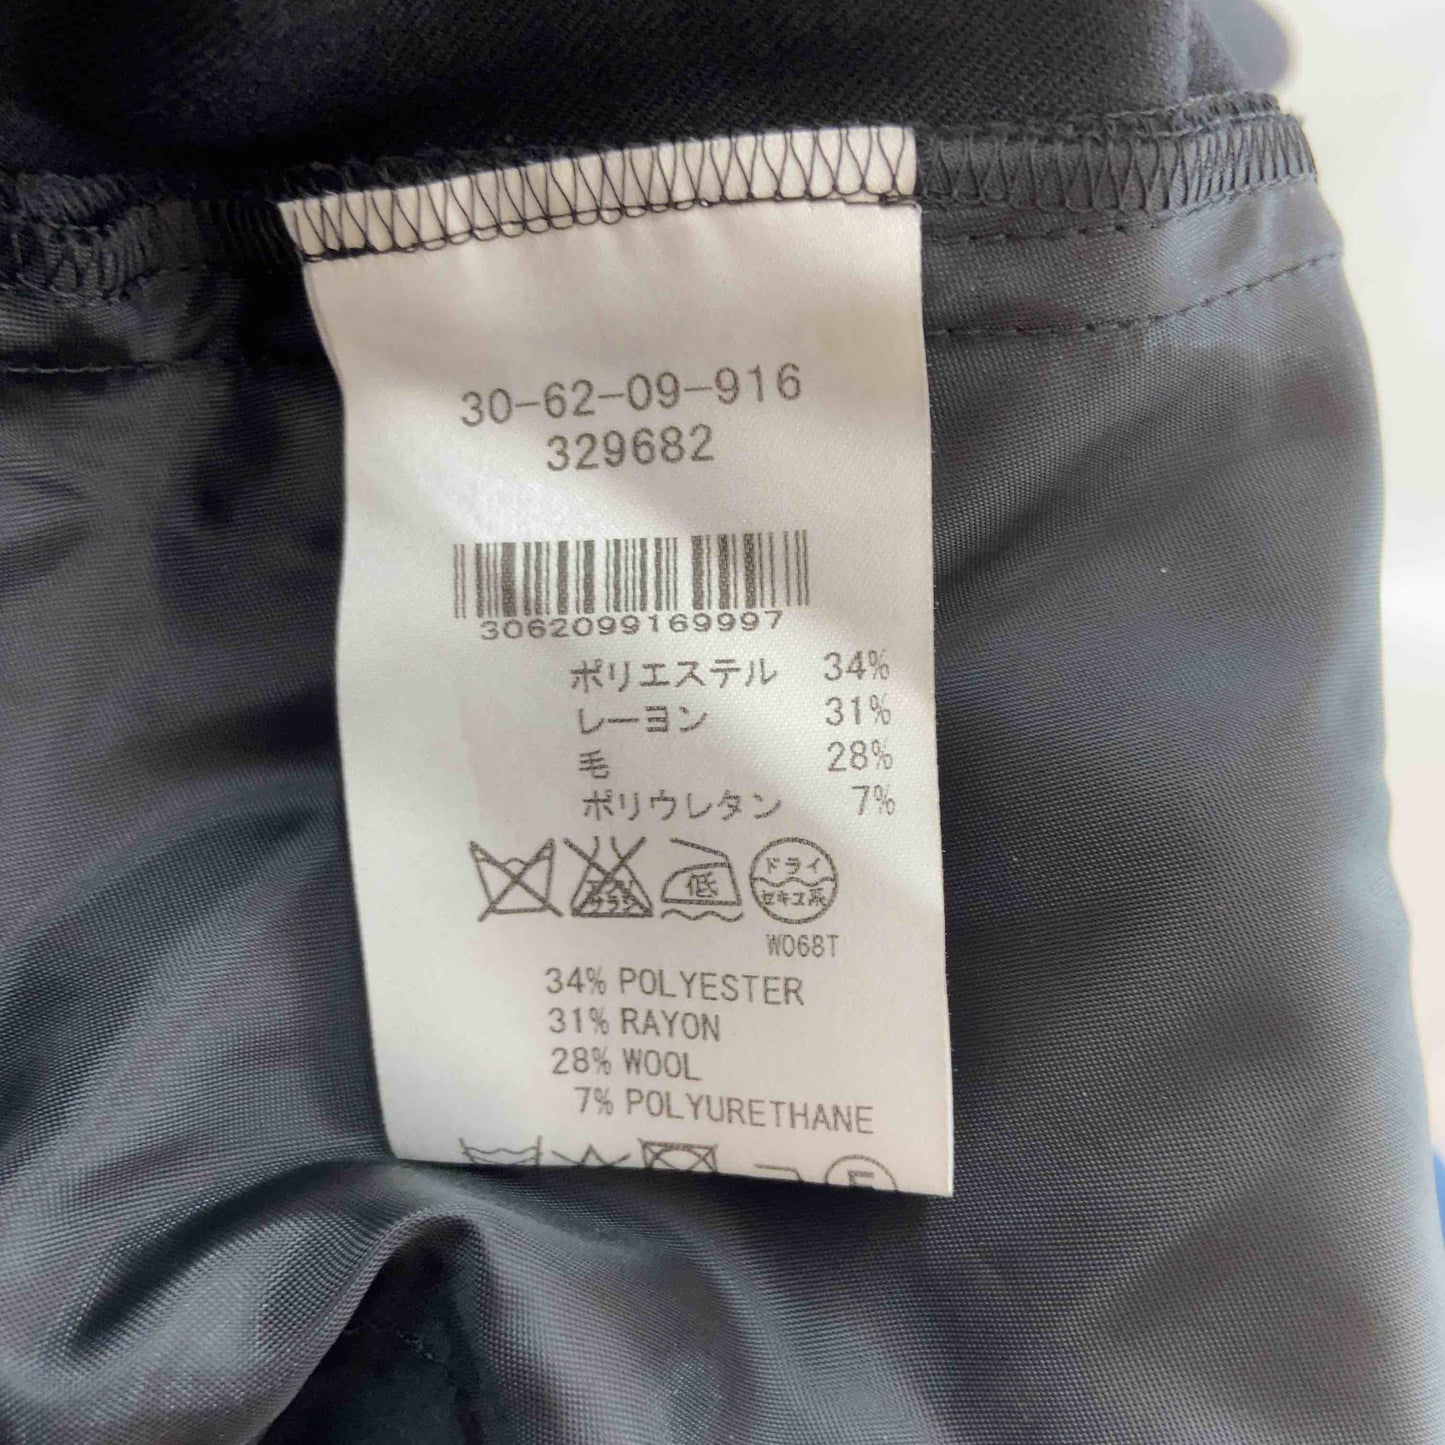 30-62-09-916
329682
3062099169997
ポリエステル 34%
レーヨン 31%
毛 28%
ポリウレタン 7%
低
ドライ
セキユ系
W068T
34% POLYESTER
31% RAYON
28% WOOL
7% POLYURETHANE